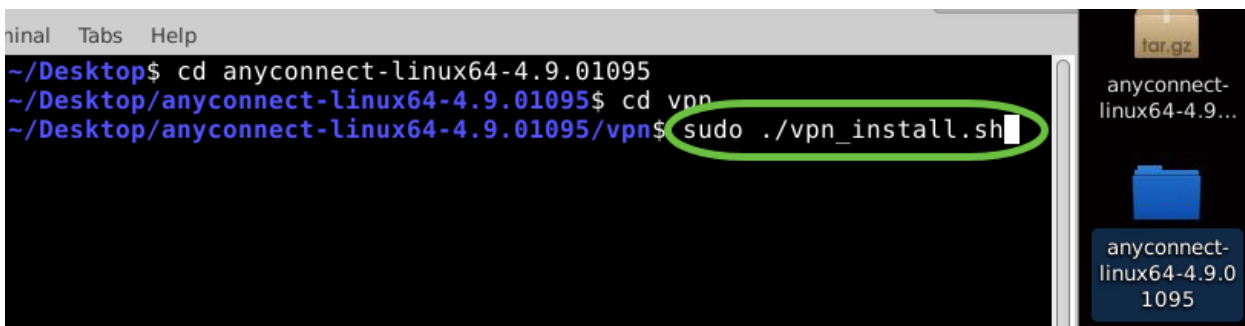 ninal Tabs Help
~/Desktop$ cd anyconnect-linux64-4.9.01095
~/Desktop/anyconnect-linux64-4.9.01095$ cd vpn
~/Desktop/anyconnect-linux64-4.9.01095/vpn$ sudo ./vpn_install.sh
tar.gz
anyconnect-
linux64-4.9...
anyconnect-
linux64-4.9.0
1095